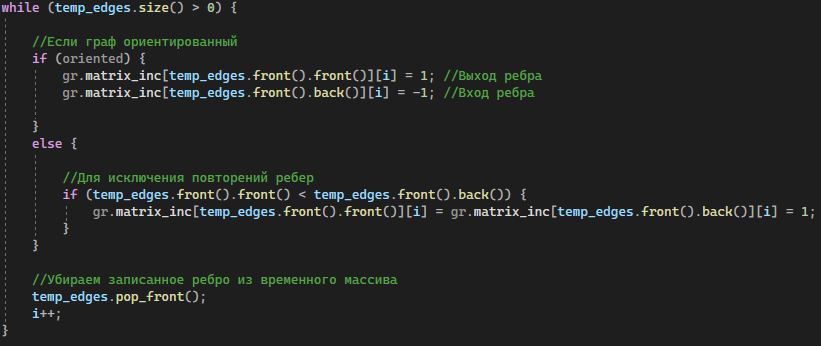 while (temp_edges.size() > 0) {
//Если граф ориентированный
if (oriented) {
gr.matrix_inc[temp_edges.front().front()][i] = 1; //Выход ребра
gr.matrix_inc[temp_edges.front().back()][i] = -1; //Вход ребра
}
else {
//Для исключения повторений ребер
if (temp_edges.front().front() < temp_edges.front().back()) {
gr.matrix_inc[temp_edges.front().front()][i] = gr.matrix_inc[temp_edges.front().back()][i] = 1;
}
}
//Убираем записанное ребро из временного массива
temp_edges.pop_front();
i++;
}